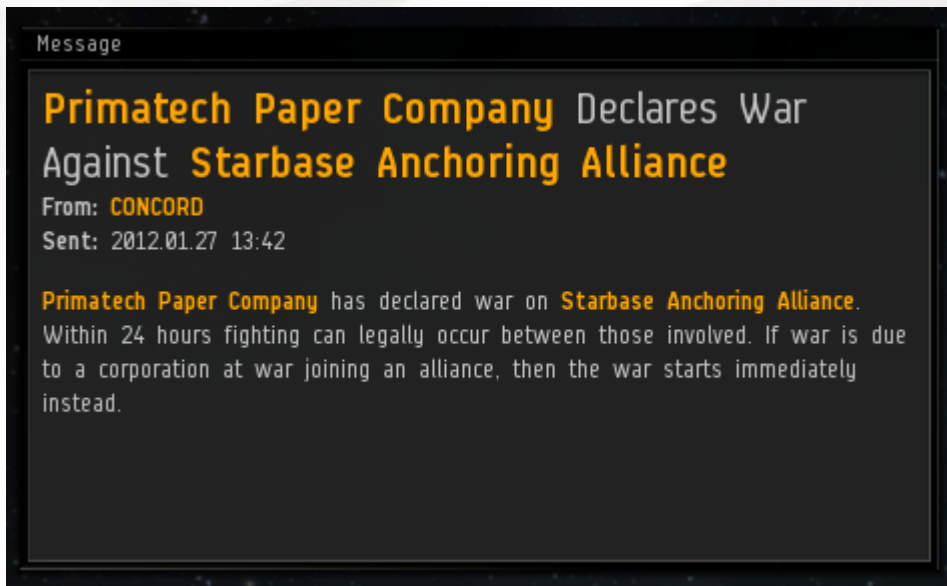 Message
Primatech Paper Company Declares War
Against Starbase Anchoring Alliance
From: CONCORD
Sent: 2012.01.27 13:42
Primatech Paper Company has declared war on Starbase Anchoring Alliance.
Within 24 hours fighting can legally occur between those involved. If war is due
to a corporation at war joining an alliance, then the war starts immediately
instead.